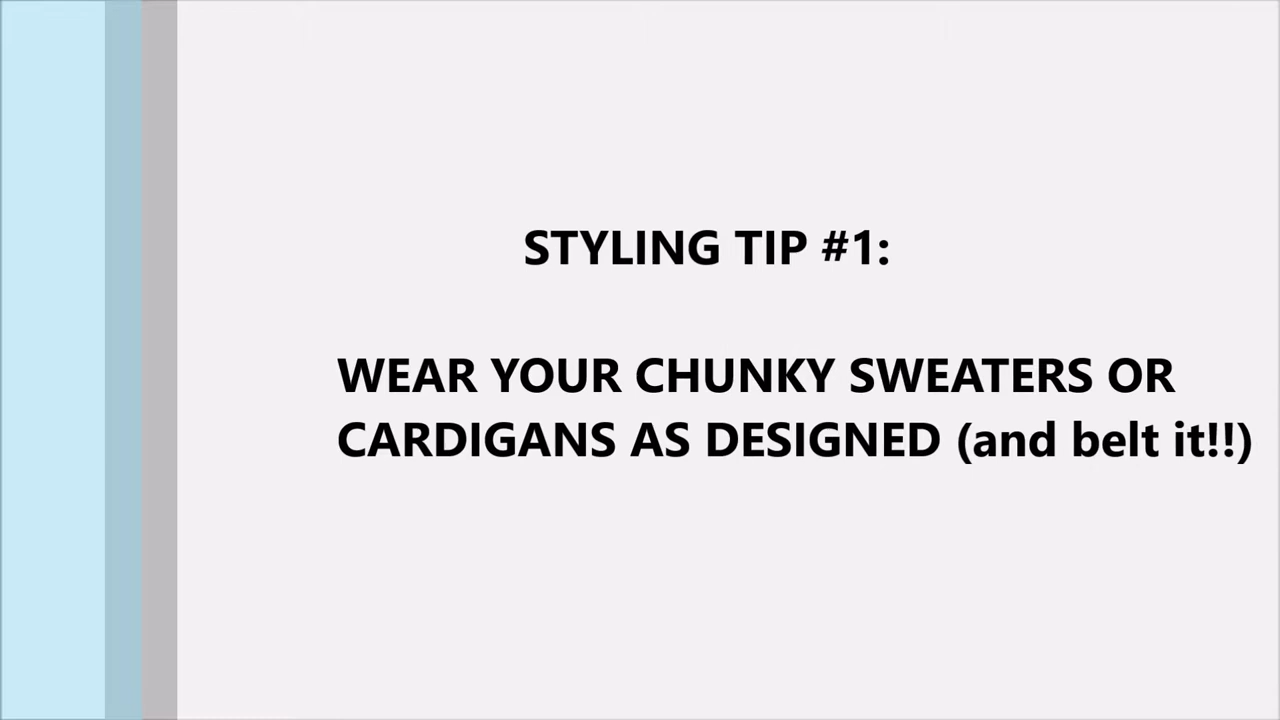 STYLING TIP #1:
WEAR YOUR CHUNKY SWEATERS OR
CARDIGANS AS DESIGNED (and belt it!!)